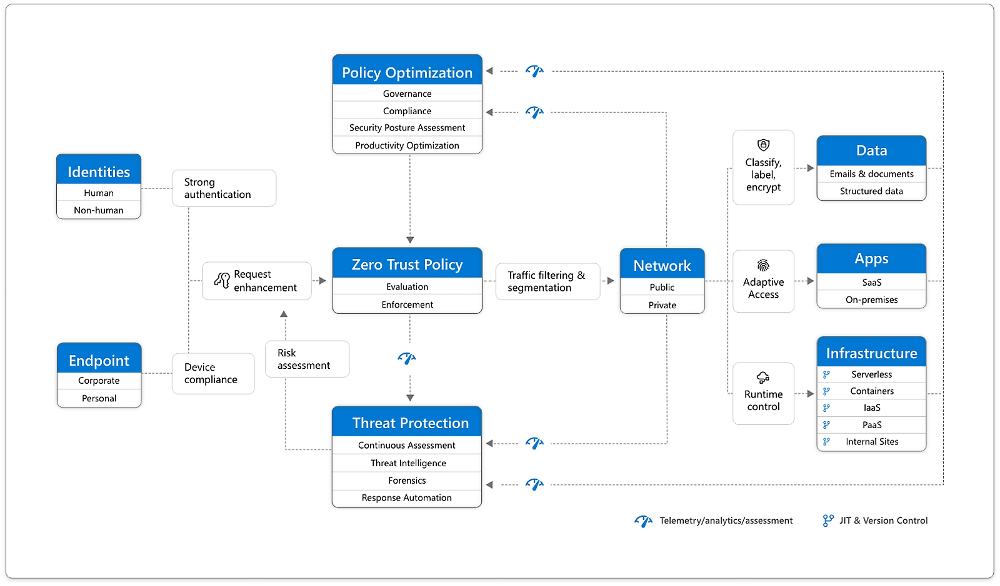 Policy Optimization
Governance
Compliance
Security Posture Assessment
Productivity Optimization
Identities
Human
Non-human
Strong
authentication
Request
enhancement
Endpoint
Corporate
Personal
Device
compliance
Risk
assessment
Zero Trust Policy
Evaluation
Enforcement
Threat Protection
Continuous Assessment
Threat Intelligence
Forensics
Response Automation
Traffic filtering &
segmentation
Network
Public
Private
Classify,
label,
encrypt
Data
Emails & documents
Structured data
Adaptive
Access
Apps
SaaS
On-premises
Runtime
control
Infrastructure
Serverless
Containers
IaaS
PaaS
Internal Sites
Telemetry/analytics/assessment
JIT & Version Control